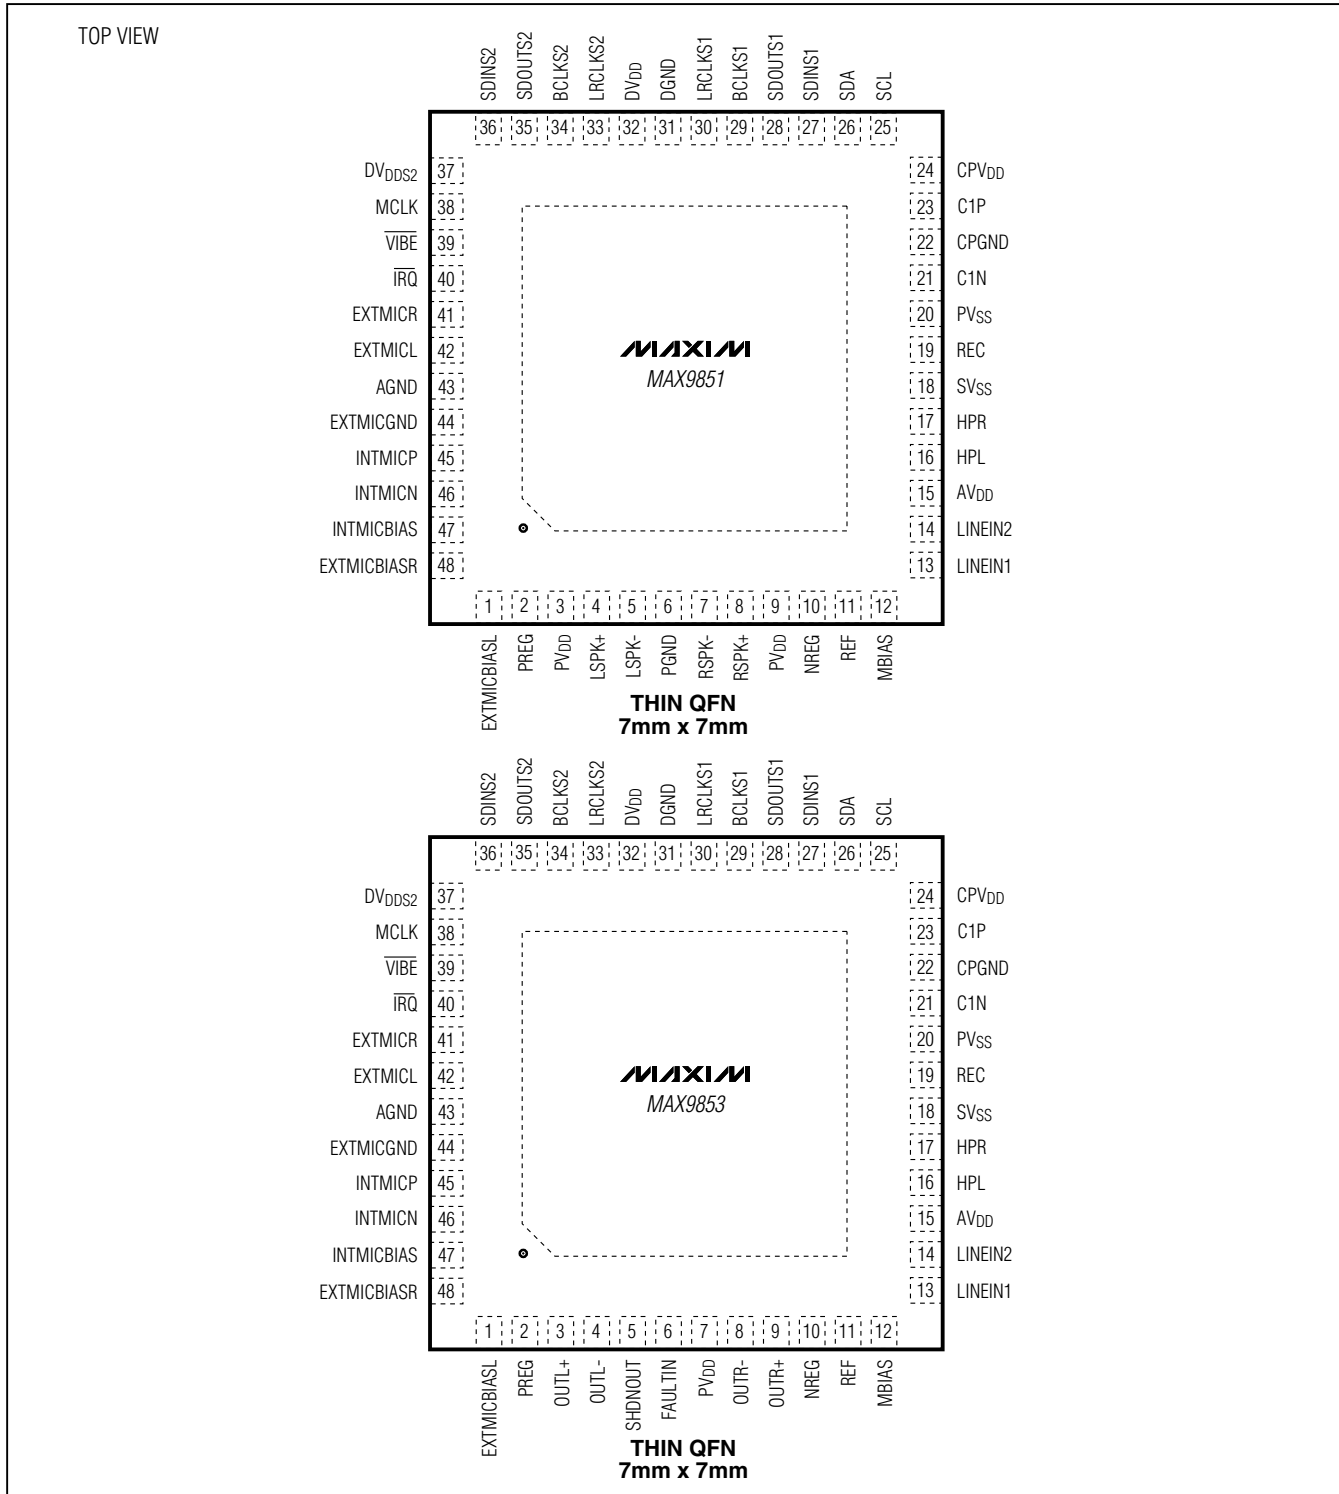 TOP VIEW
SDINS2 SDOUTS2 BCLKS2 LRCLKS2 DVDD DGND LRCLKS1 BCLKS1 SDOUTS1 SDINS1 SDA SCL
36 35 34 33 32 31 30 29 28 27 26 25
DVDDS2 37 24 CPVDD
MCLK 38 23 C1P
VIBE 39 22 CPGND
IRQ 40 21 C1N
EXTMICR 41 20 PVSS
EXTMICL 42 MAXIM 19 REC
AGND 43 MAX9851 18 SVSS
EXTMICGND 44 17 HPR
INTMICP 45 16 HPL
INTMICN 46 15 AVDD
INTMICBIAS 47 14 LINEIN2
EXTMICBIASR 48 13 LINEIN1
1 2 3 4 5 6 7 8 9 10 11 12
EXTMICBIASL PREG PVDD LSPK+ LSPK- PGND RSPK- RSPK+ PVDD NREG REF MBIAS
THIN QFN
7mm x 7mm
SDINS2 SDOUTS2 BCLKS2 LRCLKS2 DVDD DGND LRCLKS1 BCLKS1 SDOUTS1 SDINS1 SDA SCL
36 35 34 33 32 31 30 29 28 27 26 25
DVDDS2 37 24 CPVDD
MCLK 38 23 C1P
VIBE 39 22 CPGND
IRQ 40 21 C1N
EXTMICR 41 20 PVSS
EXTMICL 42 MAXIM 19 REC
AGND 43 MAX9853 18 SVSS
EXTMICGND 44 17 HPR
INTMICP 45 16 HPL
INTMICN 46 15 AVDD
INTMICBIAS 47 14 LINEIN2
EXTMICBIASR 48 13 LINEIN1
1 2 3 4 5 6 7 8 9 10 11 12
EXTMICBIASL PREG OUTL+ OUTL- SHDNOUT FAULTIN PVDD OUTR- OUTR+ NREG REF MBIAS
THIN QFN
7mm x 7mm